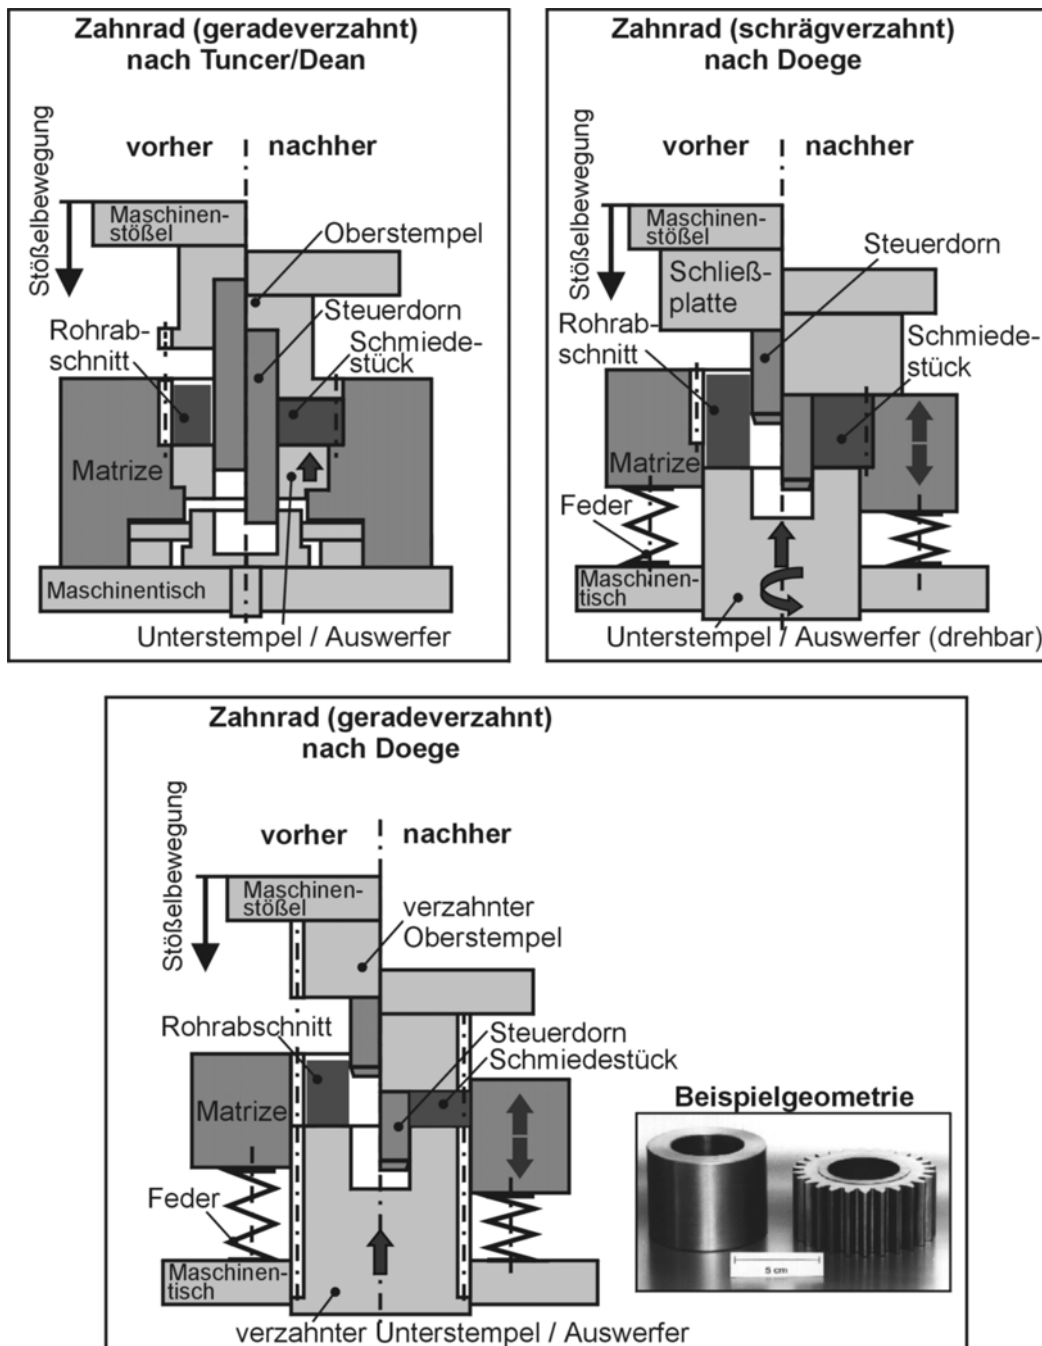 Zahnrad (geradeverzahnt)
nach Tuncer/Dean
vorher
nachher
Stößelbewegung
Maschinen-
stößel
Oberstempel
Steuerdorn
Rohrab-
schnitt
Schmiede-
stück
Matrize
Maschinentisch
Unterstempel / Auswerfer
Zahnrad (schrägverzahnt)
nach Doege
vorher
nachher
Stößelbewegung
Maschinen-
stößel
Steuerdorn
Schließ-
platte
Rohrab-
schnitt
Schmiede-
stück
Matrize
Feder
Maschinen-
tisch
Unterstempel / Auswerfer (drehbar)
Zahnrad (geradeverzahnt)
nach Doege
vorher
nachher
Stößelbewegung
Maschinen-
stößel
verzahnter
Oberstempel
Rohrabschnitt
Steuerdorn
Schmiedestück
Matrize
Feder
Maschinen-
tisch
verzahnter Unterstempel / Auswerfer
Beispielgeometrie
5 cm